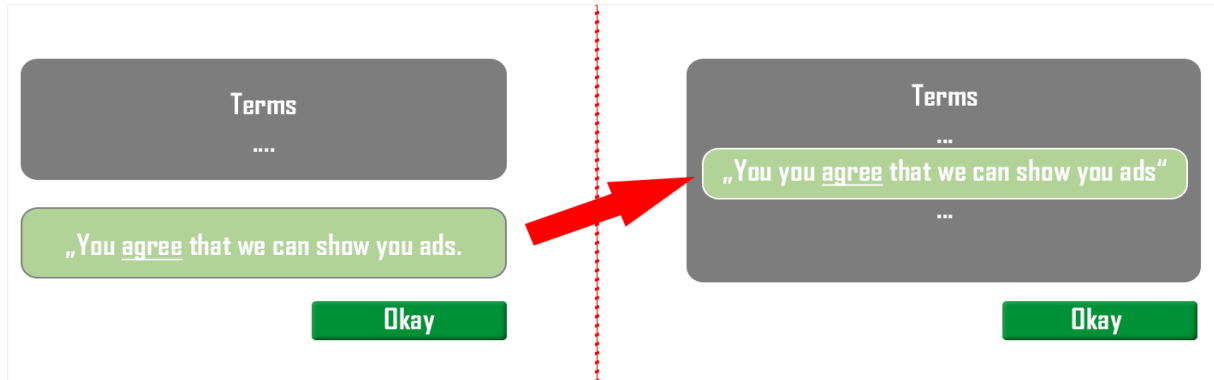 Terms
....
„You agree that we can show you ads.
Okay
Terms
...
„You you agree that we can show you ads“
...
Okay